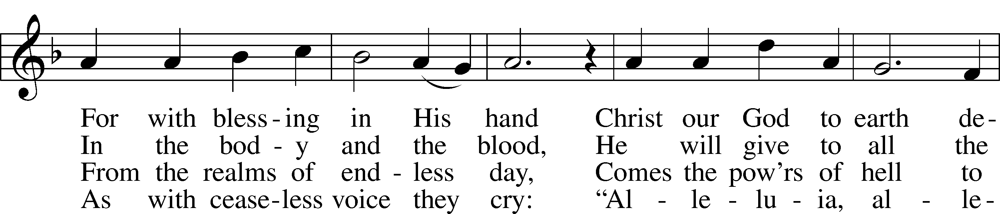 For with bless - ing in His hand Christ our God to earth de -
In the bod - y and the blood, He will give to all the
From the realms of end - less day, Comes the pow’rs of hell to
As with cease - less voice they cry: “Al - le - lu - ia, al - le -